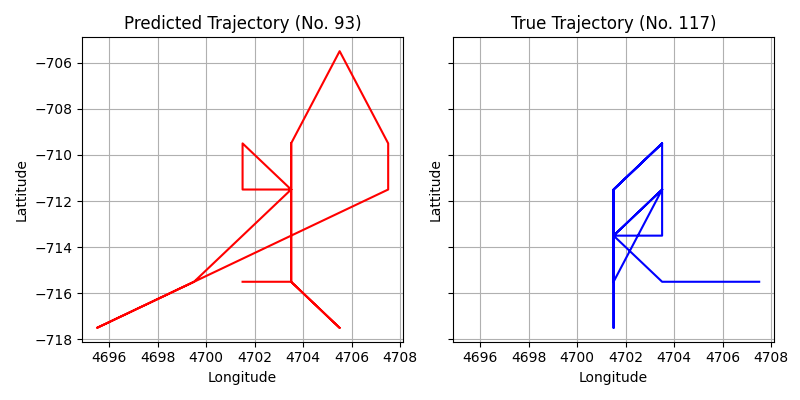 Predicted Trajectory (No. 93)
True Trajectory (No. 117)
−706
−708
−710
−712
−714
−716
−718
Lattitude
Lattitude
4696 4698 4700 4702 4704 4706 4708
4696 4698 4700 4702 4704 4706 4708
Longitude
Longitude